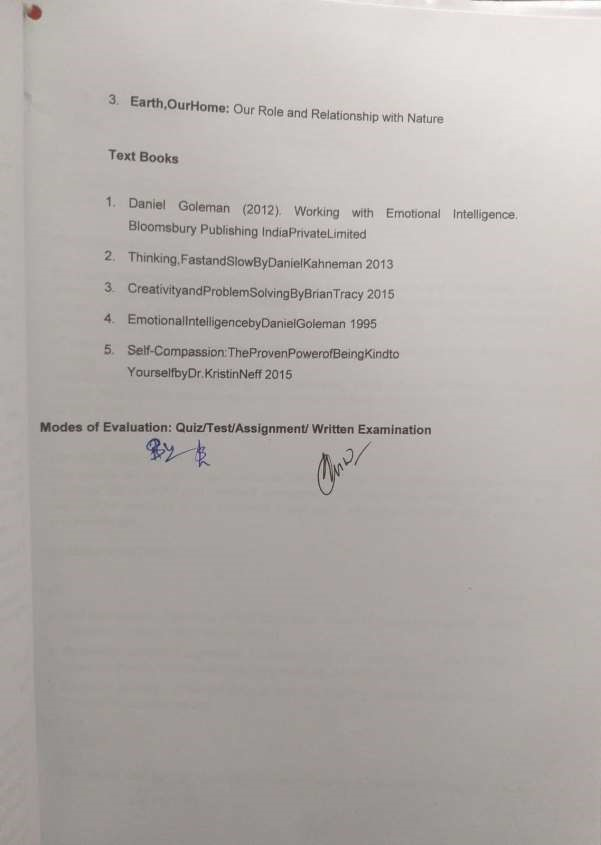 3. Earth,OurHome: Our Role and Relationship with Nature
Text Books
1. Daniel Goleman (2012). Working with Emotional Intelligence.
Bloomsbury Publishing IndiaPrivateLimited
2. Thinking,FastandSlowByDanielKahneman 2013
3. CreativityandProblemSolvingByBrianTracy 2015
4. EmotionalIntelligencebyDanielGoleman 1995
5. Self-Compassion:TheProvenPowerofBeingKindto
YourselfbyDr.KristinNeff 2015
Modes of Evaluation: Quiz/Test/Assignment/ Written Examination